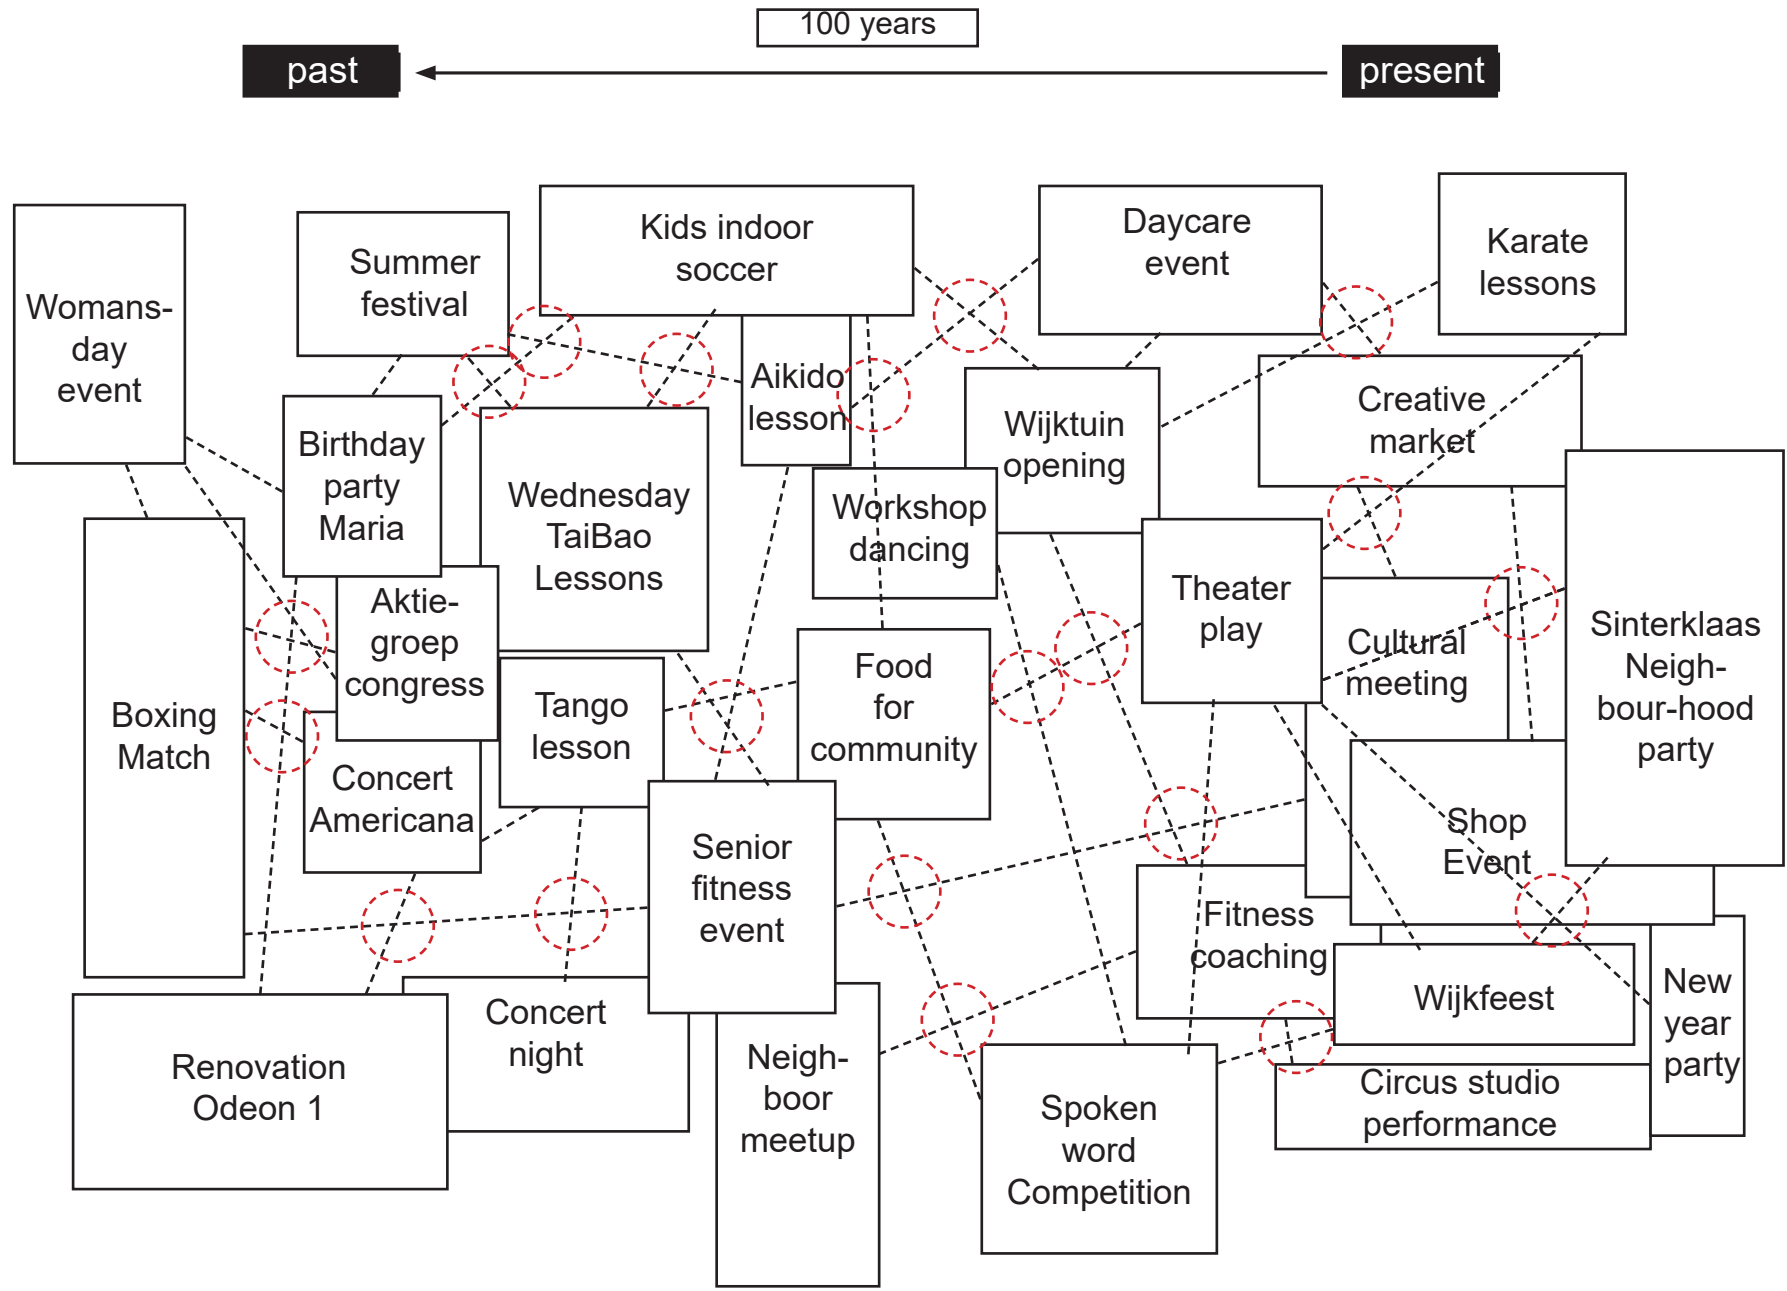 100 years
past
present
Womans-
day
event
Summer
festival
Kids indoor
soccer
Daycare
event
Karate
lessons
Birthday
party
Maria
Wednesday
TaiBao
Lessons
Aikido
lesson
Workshop
dancing
Wijktuin
opening
Creative
market
Boxing
Match
Aktie-
groep
congress
Tango
lesson
Food
for
community
Theater
play
Cultural
meeting
Sinterklaas
Neigh-
bour-hood
party
Concert
Americana
Senior
fitness
event
Shop
Event
Fitness
coaching
Renovation
Odeon 1
Concert
night
Neigh-
boor
meetup
Spoken
word
Competition
Wijkfeest
Circus studio
performance
New
year
party